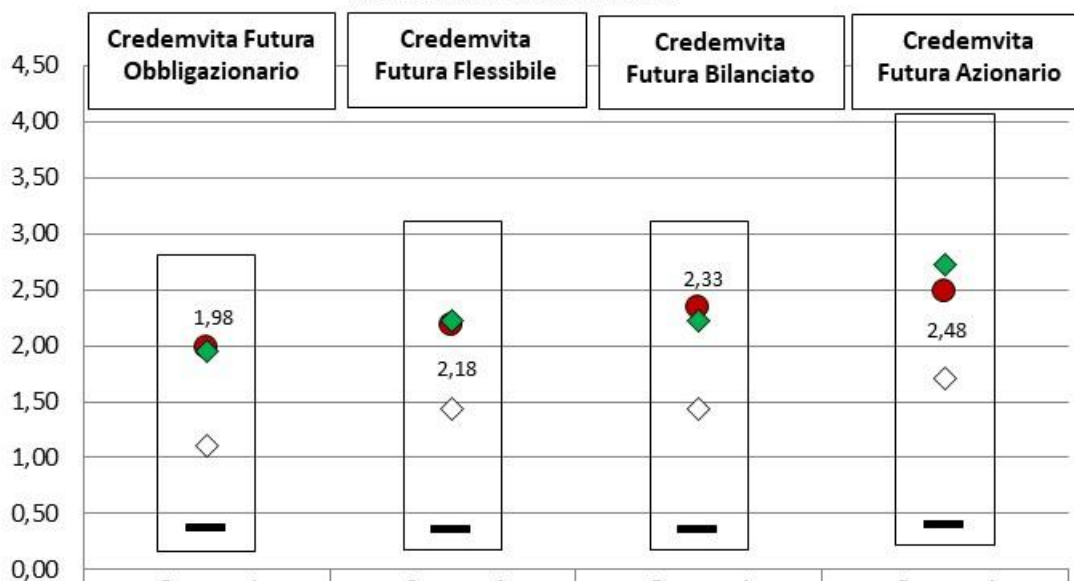 Credemvita Futura
Obbligazionario
Credemvita
Futura Flessibile
Credemvita
Futura Bilanciato
Credemvita
Futura Azionario
4,50
4,00
3,50
3,00
2,50
2,00
1,50
1,00
0,50
0,00
1,98
2,18
2,33
2,48